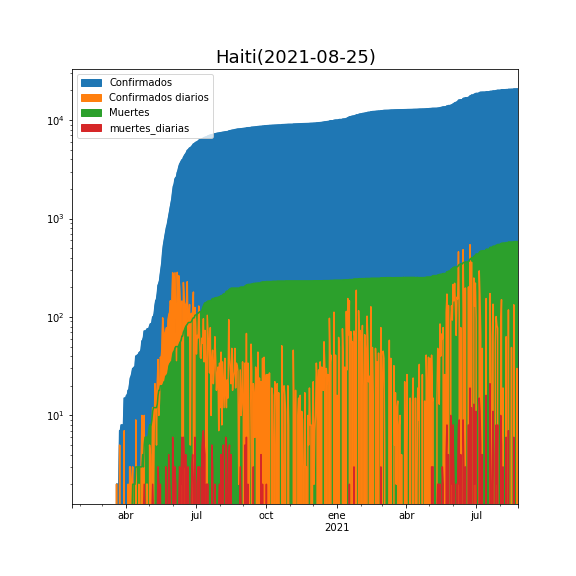 Haiti(2021-08-25)
Confirmados
Confirmados diarios
Muertes
muertes_diarias
10^4
10^3
10^2
10^1
abr jul oct ene abr jul
2021